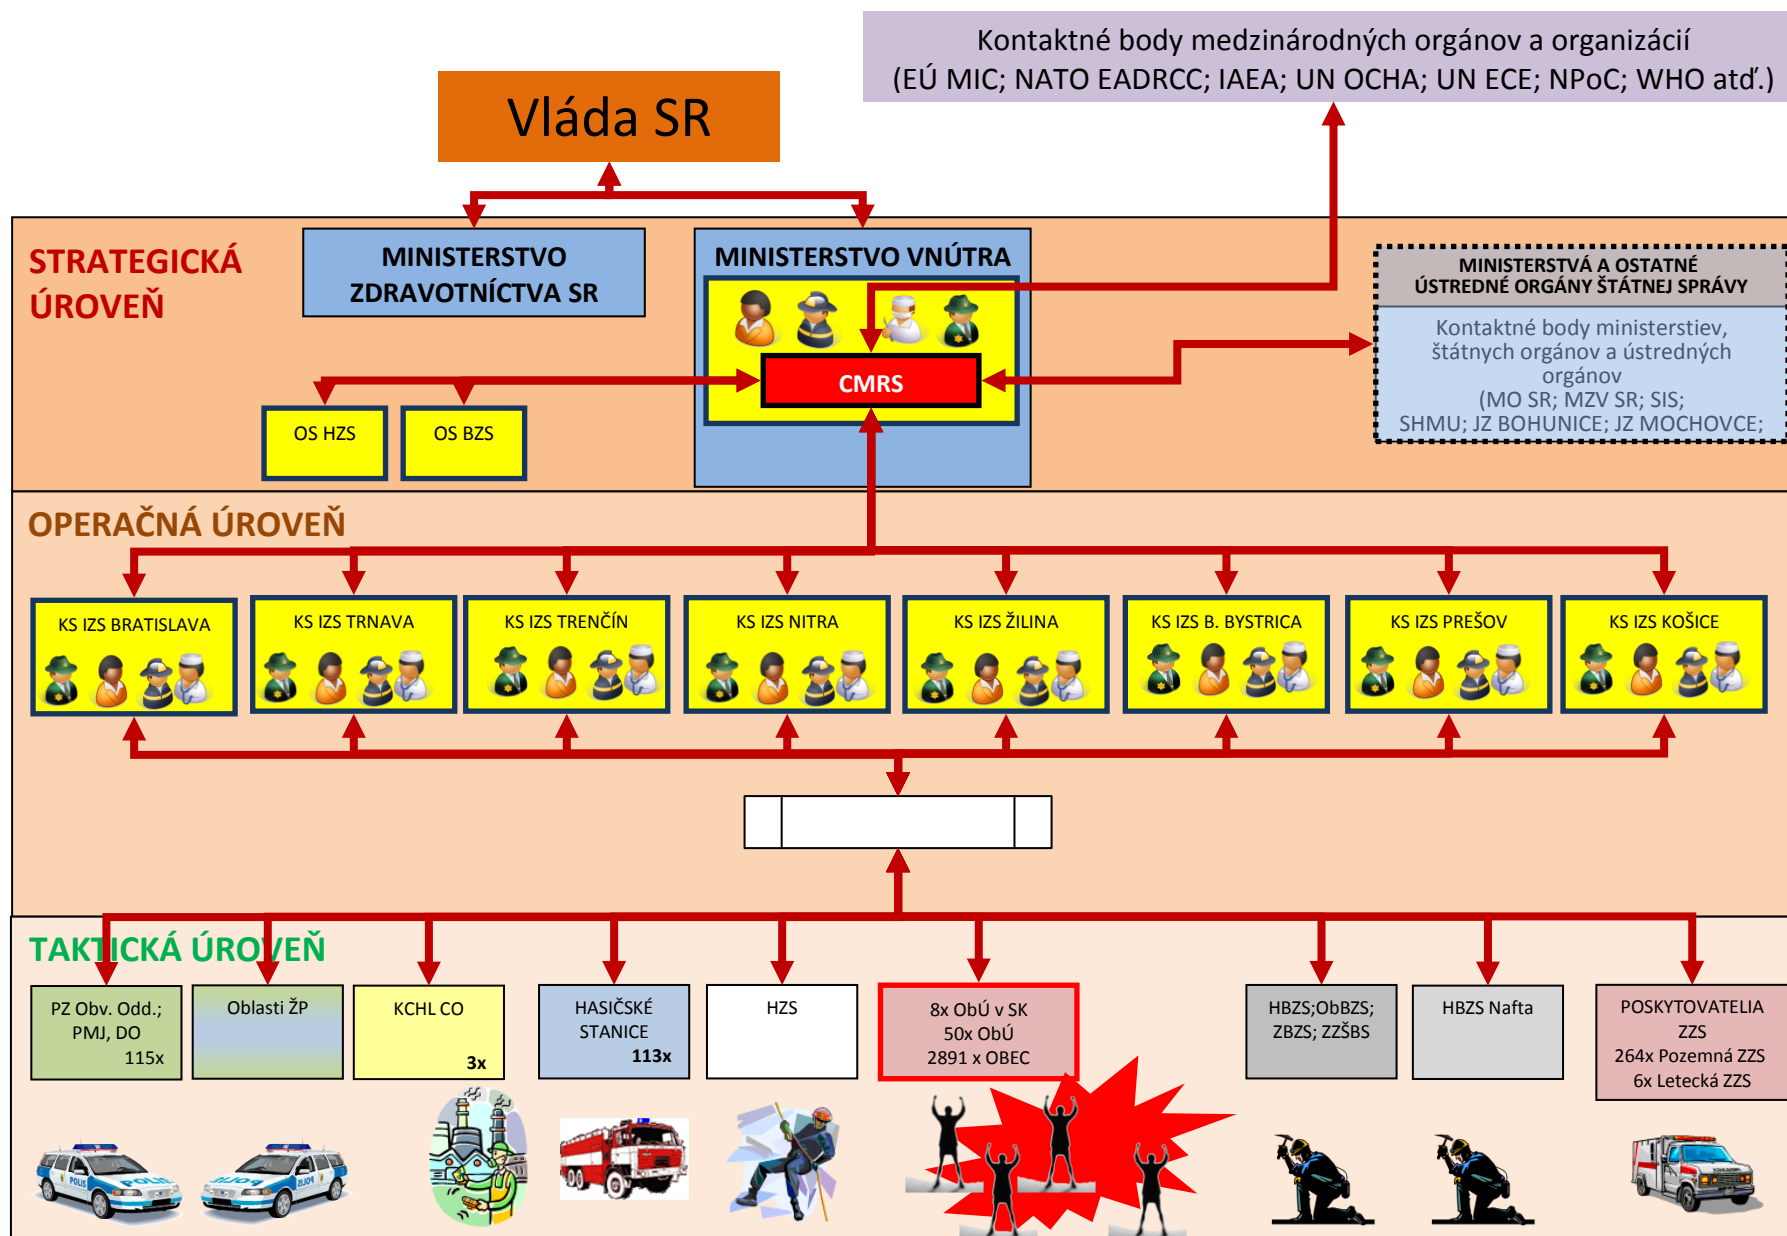 Kontaktné body medzinárodných orgánov a organizácií
(EÚ MIC; NATO EADRCC; IAEA; UN OCHA; UN ECE; NPoC; WHO atď.)
Vláda SR
STRATEGICKÁ
ÚROVEŇ
MINISTERSTVO
ZDRAVOTNÍCTVA SR
MINISTERSTVO VNÚTRA
CMRS
MINISTERSTVÁ A OSTATNÉ
ÚSTREDNÉ ORGÁNY ŠTÁTNEJ SPRÁVY
Kontaktné body ministerstiev,
štátnych orgánov a ústredných
orgánov
(MO SR; MZV SR; SIS;
SHMU; JZ BOHUNICE; JZ MOCHOVCE;
OS HZS
OS BZS
OPERAČNÁ ÚROVEŇ
KS IZS BRATISLAVA
KS IZS TRNAVA
KS IZS TRENČÍN
KS IZS NITRA
KS IZS ŽILINA
KS IZS B. BYSTRICA
KS IZS PREŠOV
KS IZS KOŠICE
TAKTICKÁ ÚROVEŇ
PZ Obv. Odd.;
PMJ, DO
115x
Oblasti ŽP
KCHL CO
3x
HASIČSKÉ
STANICE
113x
HZS
8x ObÚ v SK
50x ObÚ
2891 x OBEC
HBZS;ObBZS;
ZBZS; ZZŠBS
HBZS Nafta
POSKYTOVATELIA
ZZS
264x Pozemná ZZS
6x Letecká ZZS
POLIS
POLIS